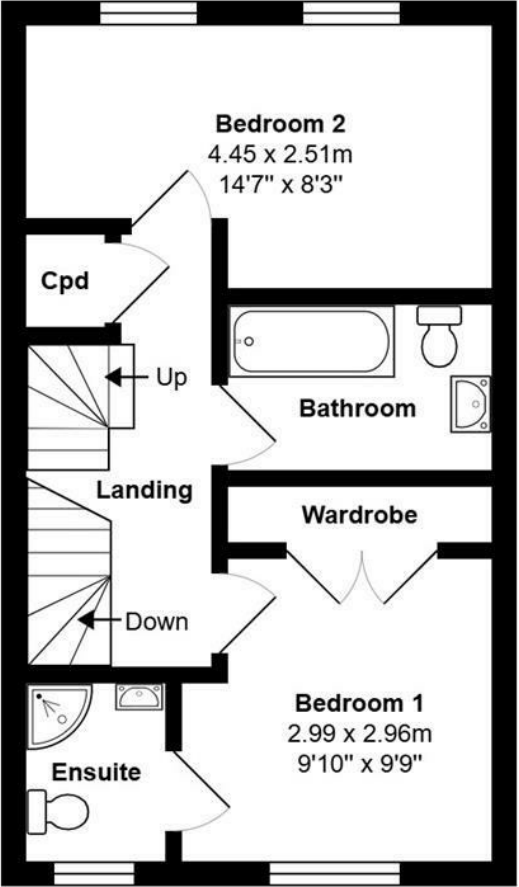 Bedroom 2
4.45 x 2.51m
14'7" x 8'3"
Cpd
Up
Bathroom
Landing
Wardrobe
Down
Bedroom 1
2.99 x 2.96m
9'10" x 9'9"
Ensuite